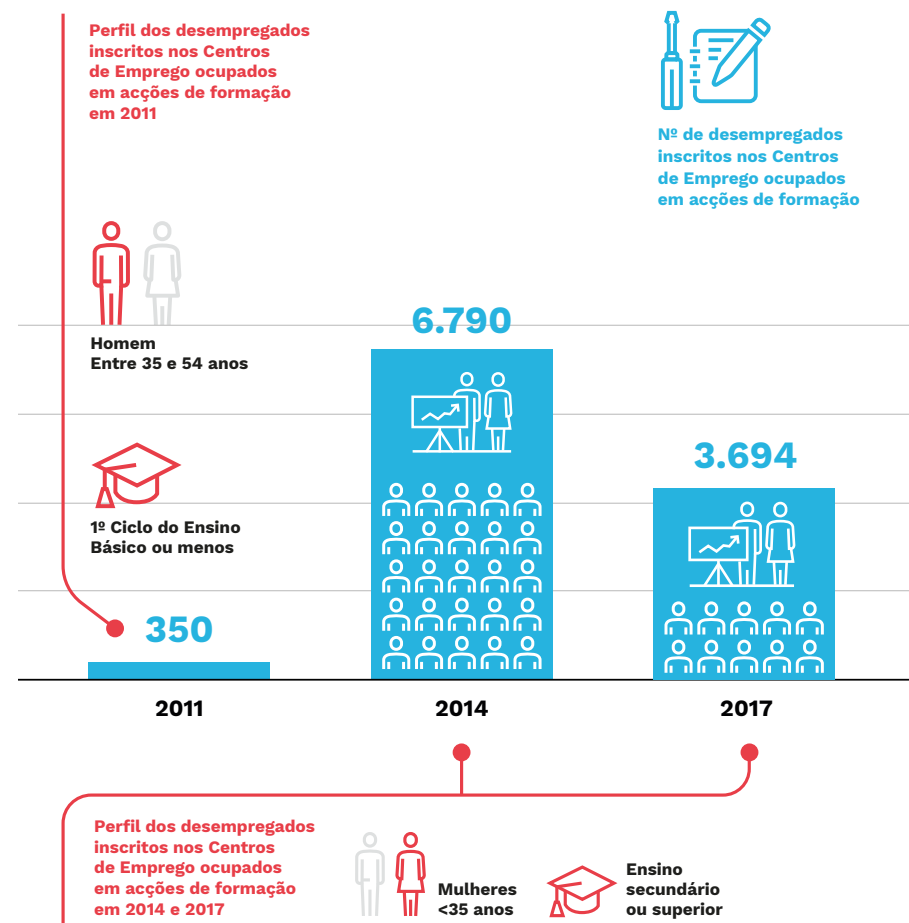 Perfil dos desempregados
inscritos nos Centros
de Emprego ocupados
em acções de formação
em 2011
Nº de desempregados
inscritos nos Centros
de Emprego ocupados
em acções de formação
Homem
Entre 35 e 54 anos
1º Ciclo do Ensino
Básico ou menos
350
6.790
3.694
2011
2014
2017
Perfil dos desempregados
inscritos nos Centros
de Emprego ocupados
em acções de formação
em 2014 e 2017
Mulheres
<35 anos
Ensino
secundário
ou superior